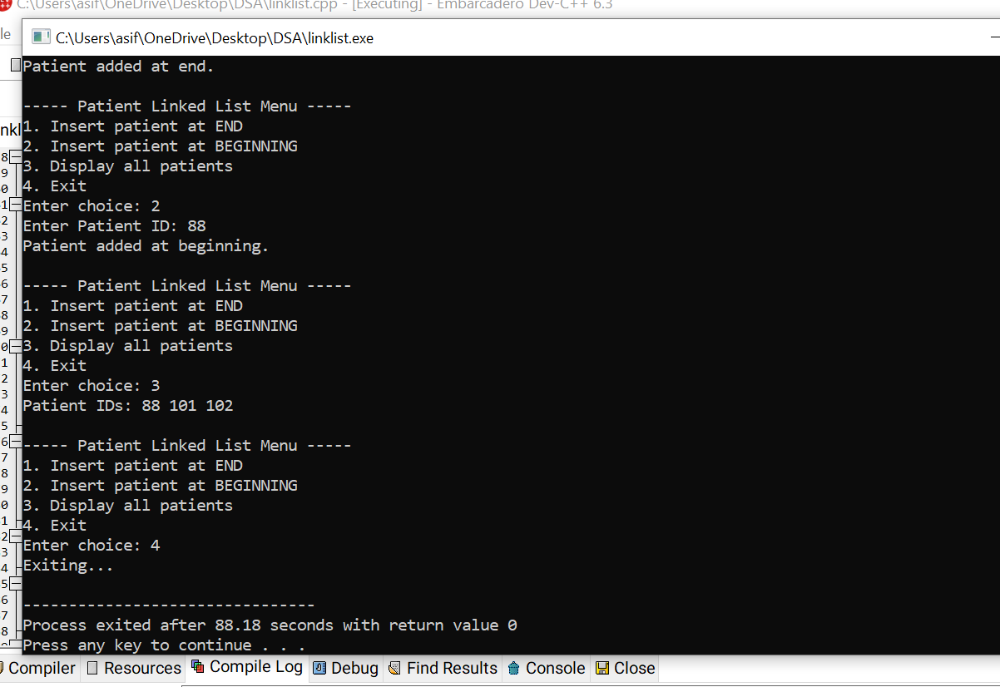 C:\Users\asif\OneDrive\Desktop\DSA\linklist.cpp - [Executing] - Embarcadero Dev-C++ 6.3
C:\Users\asif\OneDrive\Desktop\DSA\linklist.exe
Patient added at end.
----- Patient Linked List Menu -----
1. Insert patient at END
2. Insert patient at BEGINNING
3. Display all patients
4. Exit
Enter choice: 2
Enter Patient ID: 88
Patient added at beginning.
----- Patient Linked List Menu -----
1. Insert patient at END
2. Insert patient at BEGINNING
3. Display all patients
4. Exit
Enter choice: 3
Patient IDs: 88 101 102
----- Patient Linked List Menu -----
1. Insert patient at END
2. Insert patient at BEGINNING
3. Display all patients
4. Exit
Enter choice: 4
Exiting...
--------------------------------
Process exited after 88.18 seconds with return value 0
Press any key to continue . . .
Compiler Resources Compile Log Debug Find Results Console Close